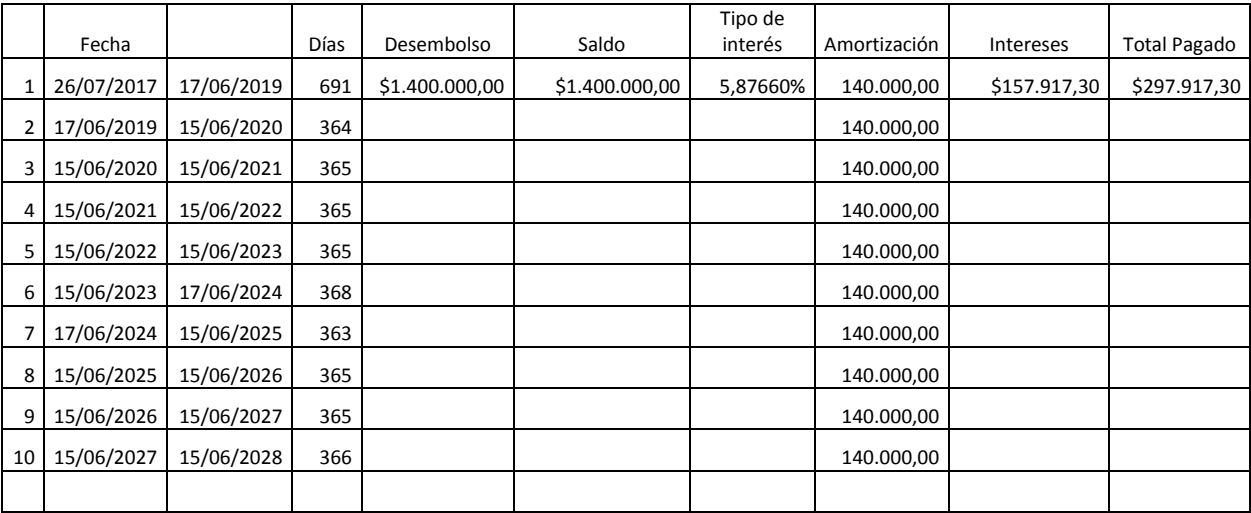 Fecha Días Desembolso Saldo Tipo de interés Amortización Intereses Total Pagado
1 26/07/2017 17/06/2019 691 $1.400.000,00 $1.400.000,00 5,87660% 140.000,00 $157.917,30 $297.917,30
2 17/06/2019 15/06/2020 364 140.000,00
3 15/06/2020 15/06/2021 365 140.000,00
4 15/06/2021 15/06/2022 365 140.000,00
5 15/06/2022 15/06/2023 365 140.000,00
6 15/06/2023 17/06/2024 368 140.000,00
7 17/06/2024 15/06/2025 363 140.000,00
8 15/06/2025 15/06/2026 365 140.000,00
9 15/06/2026 15/06/2027 365 140.000,00
10 15/06/2027 15/06/2028 366 140.000,00